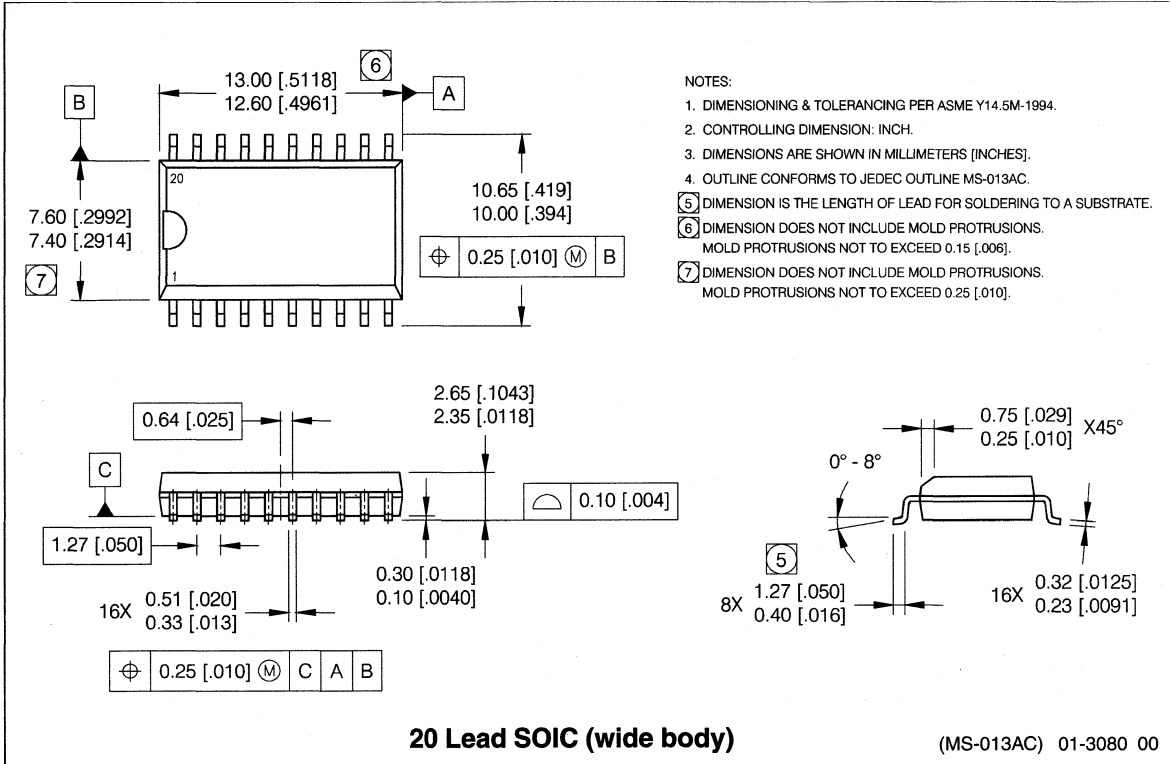 13.00 [.5118]
12.60 [.4961]
6
A
B
20
1
7.60 [.2992]
7.40 [.2914]
7
10.65 [.419]
10.00 [.394]
⌖ 0.25 [.010] Ⓜ B
NOTES:
1. DIMENSIONING & TOLERANCING PER ASME Y14.5M-1994.
2. CONTROLLING DIMENSION: INCH.
3. DIMENSIONS ARE SHOWN IN MILLIMETERS [INCHES].
4. OUTLINE CONFORMS TO JEDEC OUTLINE MS-013AC.
5 DIMENSION IS THE LENGTH OF LEAD FOR SOLDERING TO A SUBSTRATE.
6 DIMENSION DOES NOT INCLUDE MOLD PROTRUSIONS.
MOLD PROTRUSIONS NOT TO EXCEED 0.15 [.006].
7 DIMENSION DOES NOT INCLUDE MOLD PROTRUSIONS.
MOLD PROTRUSIONS NOT TO EXCEED 0.25 [.010].
0.64 [.025]
2.65 [.1043]
2.35 [.0118]
C
0.10 [.004]
1.27 [.050]
0.30 [.0118]
0.10 [.0040]
16X 0.51 [.020]
0.33 [.013]
⌖ 0.25 [.010] Ⓜ C A B
0.75 [.029]
0.25 [.010] X45°
0° - 8°
5
8X 1.27 [.050]
0.40 [.016]
16X 0.32 [.0125]
0.23 [.0091]
20 Lead SOIC (wide body)
(MS-013AC) 01-3080 00